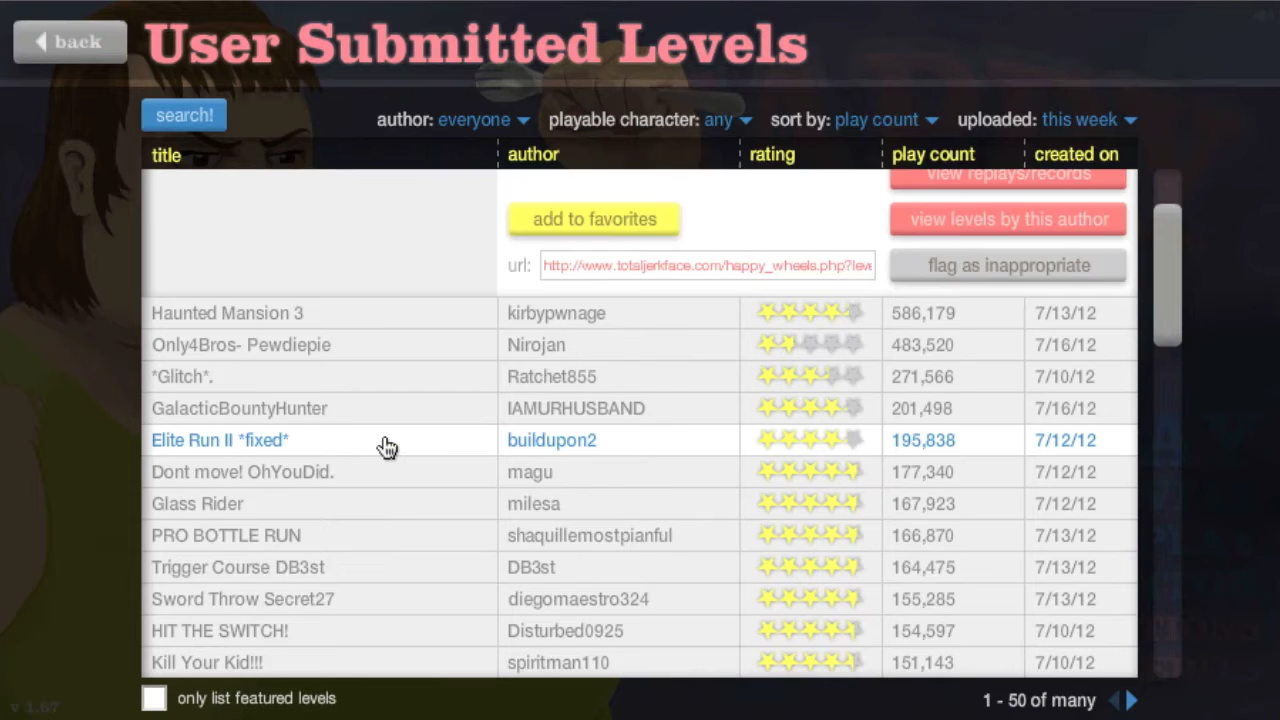 back
User Submitted Levels
search!
author: everyone playable character: any sort by: play count uploaded: this week
title author rating play count created on
view replays/records
add to favorites view levels by this author
url: http://www.totaljerkface.com/happy_wheels.php?lev flag as inappropriate
Haunted Mansion 3 kirbypwnage 586,179 7/13/12
Only4Bros- Pewdiepie Nirojan 483,520 7/16/12
*Glitch*. Ratchet855 271,566 7/10/12
GalacticBountyHunter IAMURHUSBAND 201,498 7/16/12
Elite Run II *fixed* buildupon2 195,838 7/12/12
Dont move! OhYouDid. magu 177,340 7/12/12
Glass Rider milesa 167,923 7/12/12
PRO BOTTLE RUN shaquillemostpianful 166,870 7/13/12
Trigger Course DB3st DB3st 164,475 7/13/12
Sword Throw Secret27 diegomaestro324 155,285 7/13/12
HIT THE SWITCH! Disturbed0925 154,597 7/10/12
Kill Your Kid!!! spiritman110 151,143 7/10/12
only list featured levels 1 - 50 of many